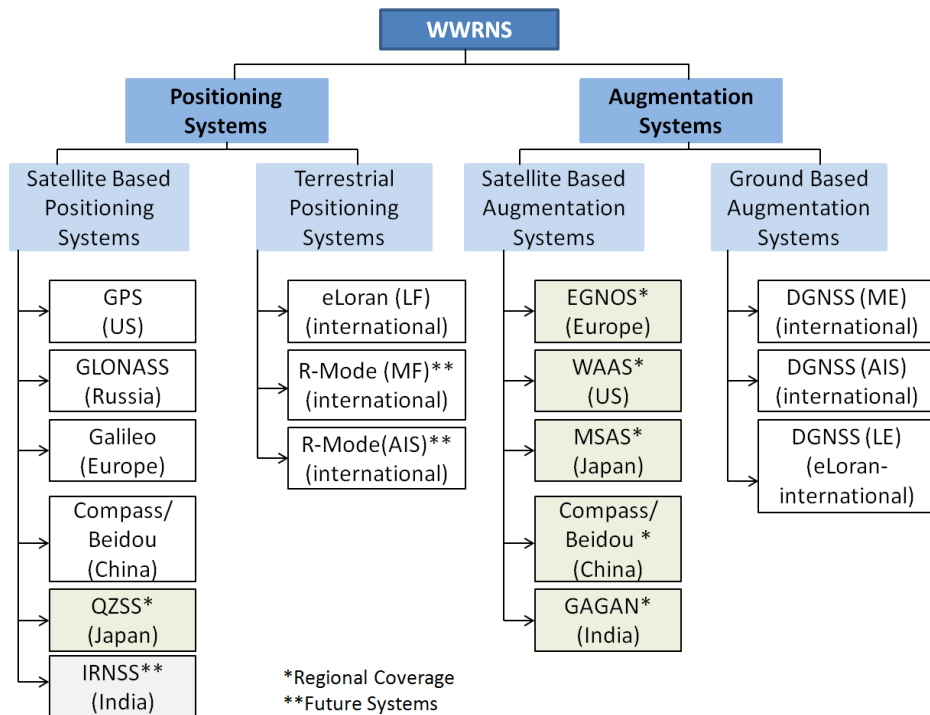 WWRNS
Positioning
Systems
Augmentation
Systems
Satellite Based
Positioning
Systems
Terrestrial
Positioning
Systems
Satellite Based
Augmentation
Systems
Ground Based
Augmentation
Systems
GPS
(US)
GLONASS
(Russia)
Galileo
(Europe)
Compass/
Beidou
(China)
QZSS*
(Japan)
IRNSS**
(India)
eLoran (LF)
(international)
R-Mode (MF)**
(international)
R-Mode(AIS)**
(international)
EGNOS*
(Europe)
WAAS*
(US)
MSAS*
(Japan)
Compass/
Beidou *
(China)
GAGAN*
(India)
DGNSS (ME)
(international)
DGNSS (AIS)
(international)
DGNSS (LE)
(eLoran-
international)
*Regional Coverage
**Future Systems